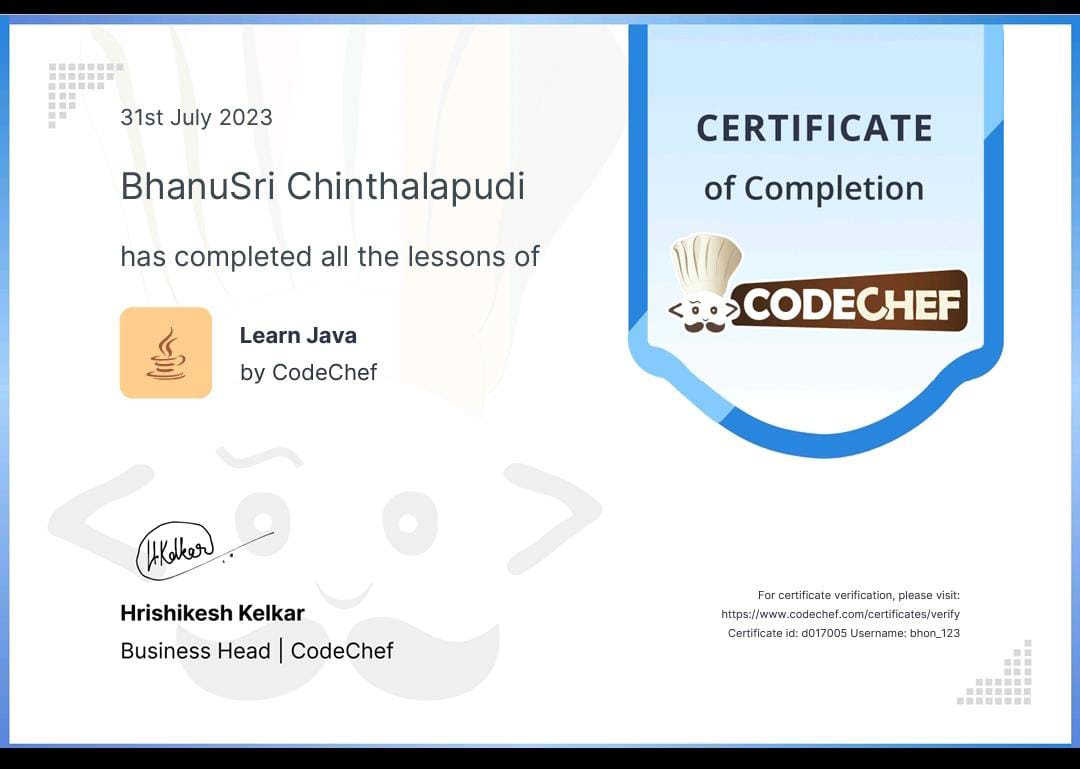 31st July 2023
BhanuSri Chinthalapudi
has completed all the lessons of
Learn Java
by CodeChef
CERTIFICATE
of Completion
CODECHEF
H.Kelkar
Hrishikesh Kelkar
Business Head | CodeChef
For certificate verification, please visit:
https://www.codechef.com/certificates/verify
Certificate id: d017005 Username: bhon_123